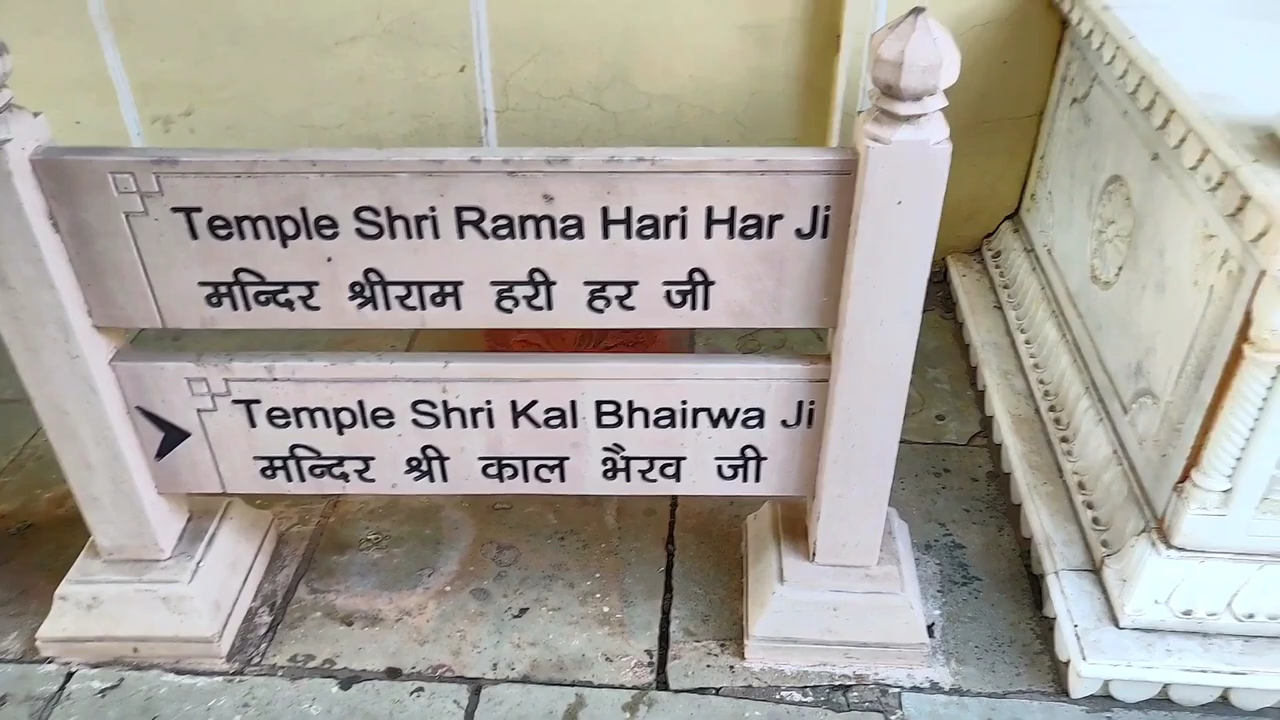 Temple Shri Rama Hari Har Ji
मन्दिर श्रीराम हरी हर जी
Temple Shri Kal Bhairwa Ji
मन्दिर श्री काल भैरव जी